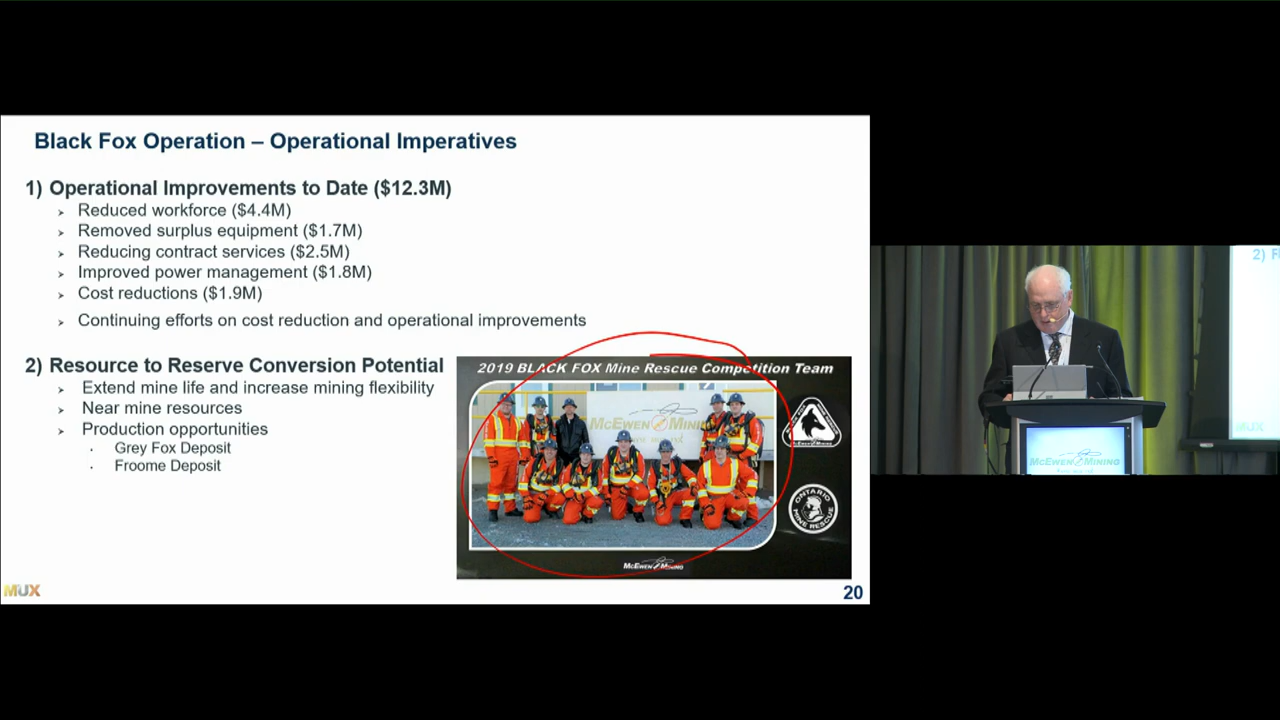 Black Fox Operation – Operational Imperatives
1) Operational Improvements to Date ($12.3M)
➢ Reduced workforce ($4.4M)
➢ Removed surplus equipment ($1.7M)
➢ Reducing contract services ($2.5M)
➢ Improved power management ($1.8M)
➢ Cost reductions ($1.9M)
➢ Continuing efforts on cost reduction and operational improvements
2) Resource to Reserve Conversion Potential
➢ Extend mine life and increase mining flexibility
➢ Near mine resources
➢ Production opportunities
· Grey Fox Deposit
· Froome Deposit
2019 BLACK FOX Mine Rescue Competition Team
McEWEN MINING
ONTARIO
MINE RESCUE
McEWEN MINING
MUX
20
2) F
MUX
McEWEN MINING